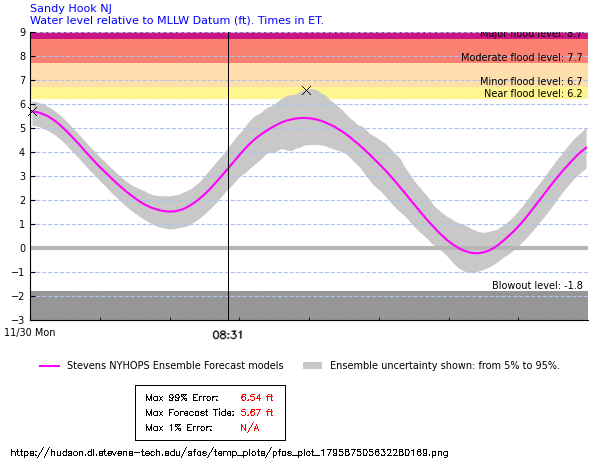 Sandy Hook NJ
Water level relative to MLLW Datum (ft). Times in ET.
9
Major flood level: 8.7
8
Moderate flood level: 7.7
7
Minor flood level: 6.7
Near flood level: 6.2
6
5
4
3
2
1
0
−1
Blowout level: -1.8
−2
−3
11/30 Mon
08:31
Stevens NYHOPS Ensemble Forecast models
Ensemble uncertainty shown: from 5% to 95%.
Max 99% Error: 6.54 ft
Max Forecast Tide: 5.67 ft
Max 1% Error: N/A
https://hudson.dl.stevens-tech.edu/sfas/temp_plots/pfas_plot_179587505632280169.png